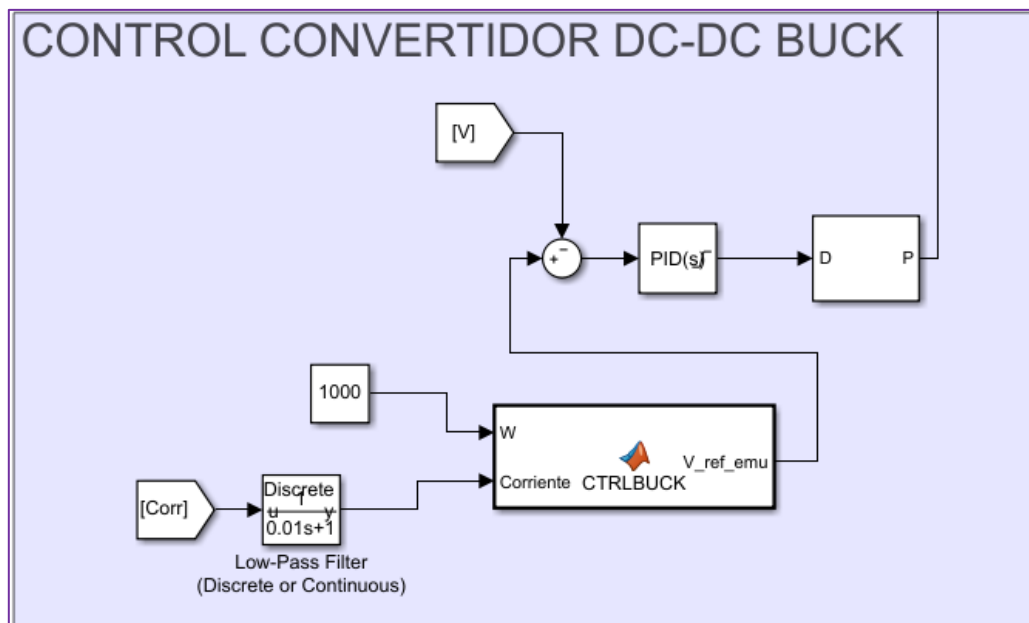 CONTROL CONVERTIDOR DC-DC BUCK
[V]
+
−
PID(s)
D
P
1000
W
Corriente
CTRLBUCK
V_ref_emu
[Corr]
Discrete
1
u
y
0.01s+1
Low-Pass Filter
(Discrete or Continuous)